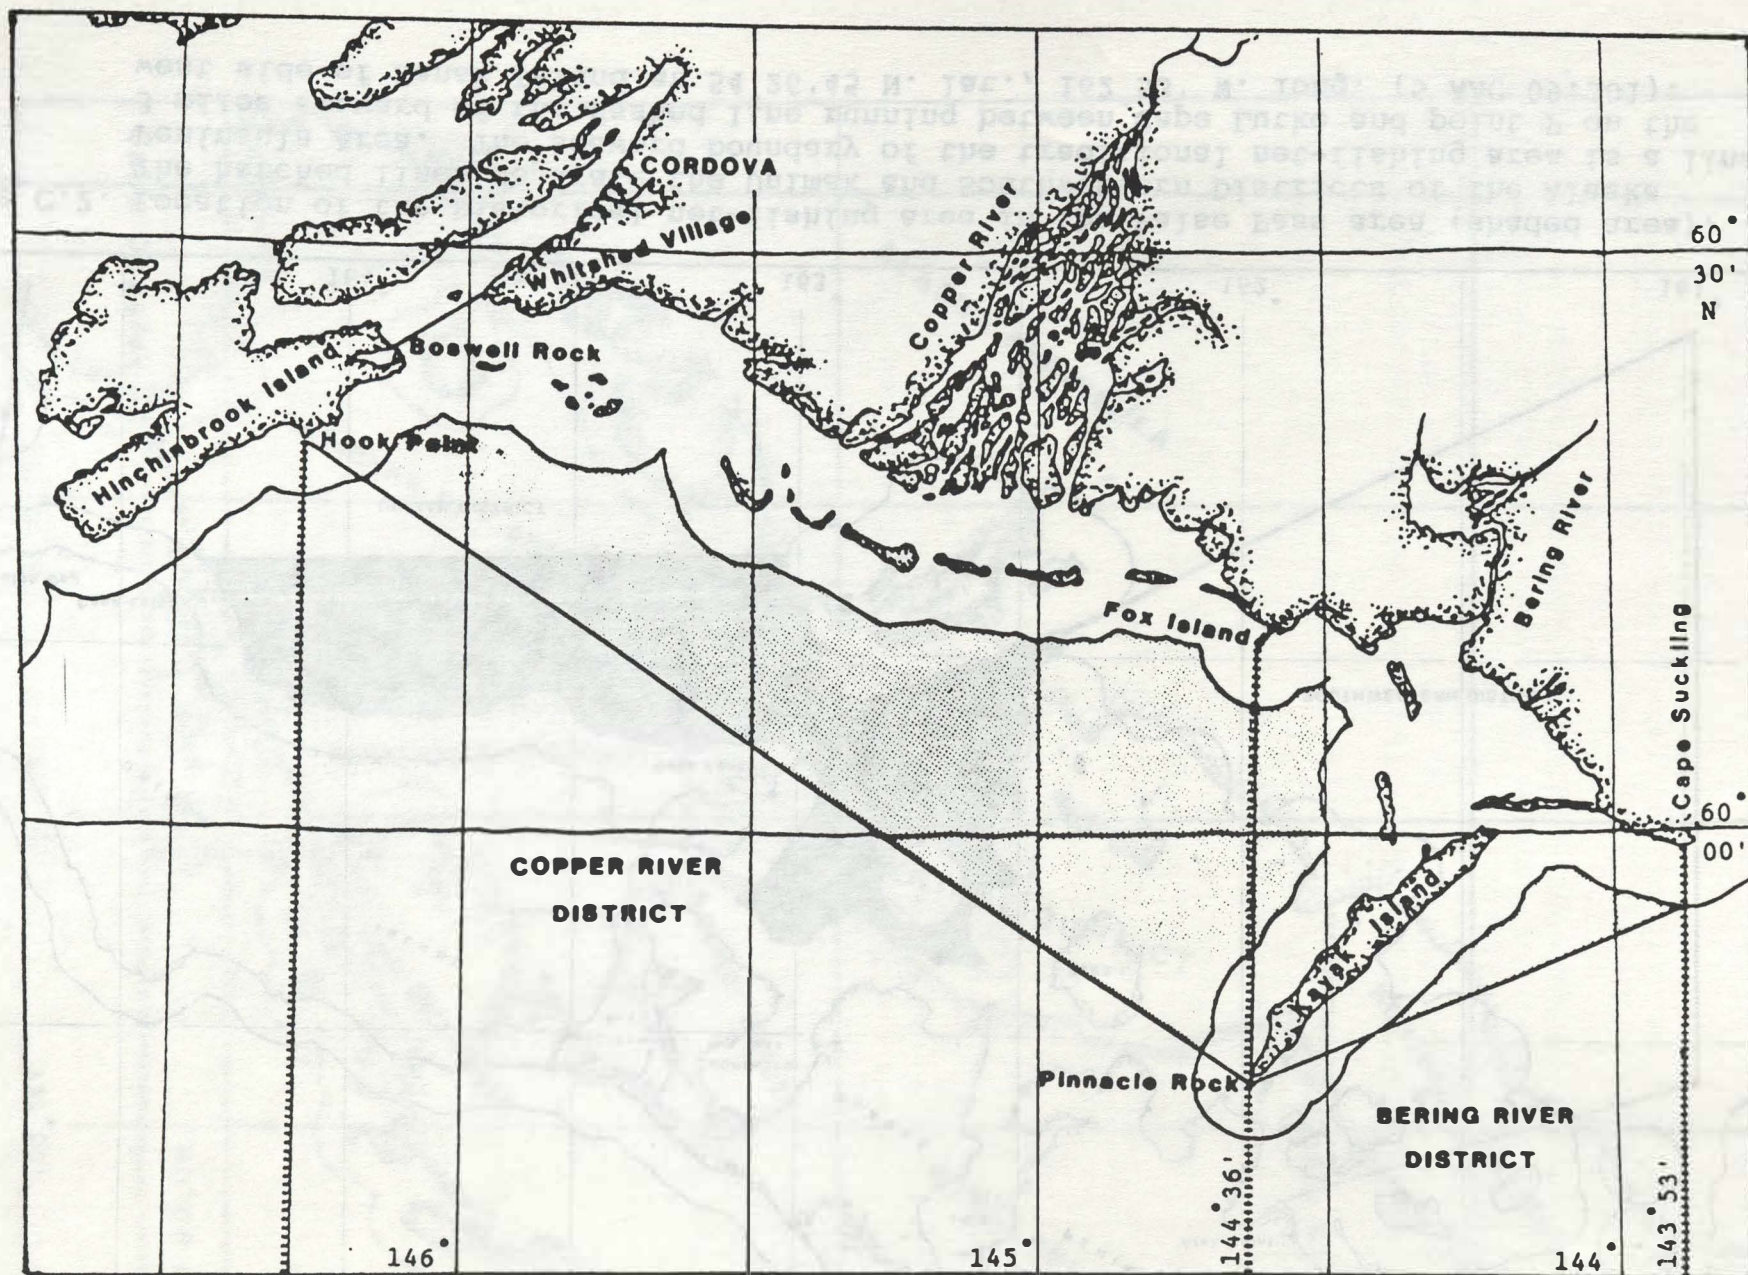 CORDOVA
Whitshed Village
Copper River
60°
30'
N
Boswell Rock
Hinchinbrook Island
Hook Point
Bering River
Fox Island
Cape Suckling
60°
00'
COPPER RIVER
DISTRICT
Kayak Island
Pinnacle Rock
BERING RIVER
DISTRICT
146°
145°
144° 36'
144°
143° 53'